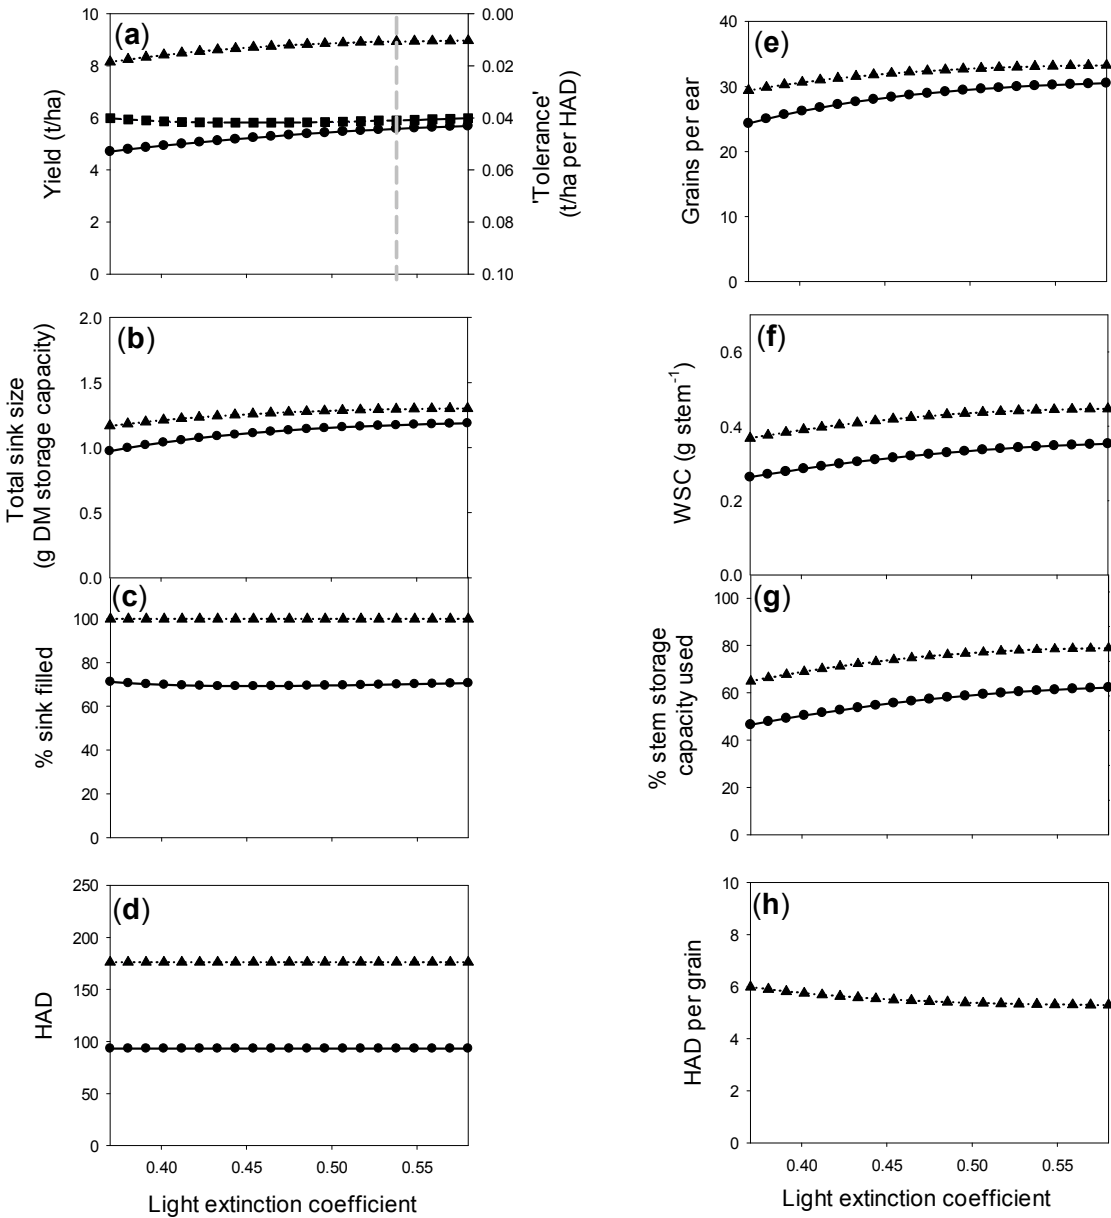 (a)
10
8
6
4
2
0
Yield (t/ha)
0.00
0.02
0.04
0.06
0.08
0.10
'Tolerance'
(t/ha per HAD)
(b)
2.0
1.5
1.0
0.5
0.0
Total sink size
(g DM storage capacity)
(c)
100
80
60
40
20
0
% sink filled
(d)
250
200
150
100
50
0
HAD
0.40 0.45 0.50 0.55
Light extinction coefficient
(e)
40
30
20
10
0
Grains per ear
(f)
0.6
0.4
0.2
0.0
WSC (g stem-1)
(g)
100
80
60
40
20
0
% stem storage
capacity used
(h)
10
8
6
4
2
0
HAD per grain
0.40 0.45 0.50 0.55
Light extinction coefficient